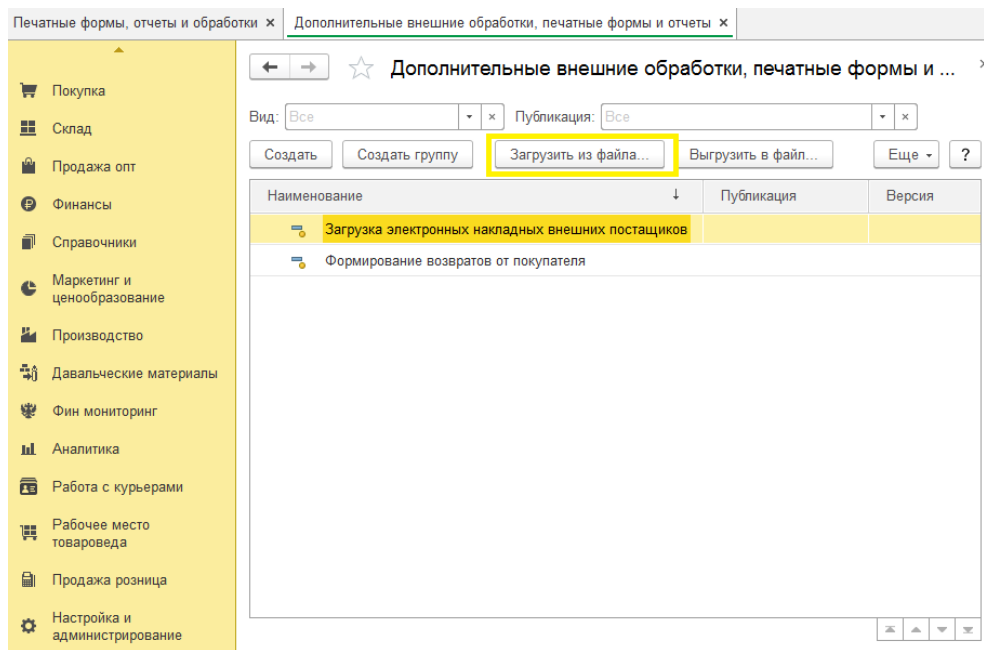 Печатные формы, отчеты и обработки ×
Дополнительные внешние обработки, печатные формы и отчеты ×
Покупка
Склад
Продажа опт
Финансы
Справочники
Маркетинг и
ценообразование
Производство
Давальческие материалы
Фин мониторинг
Аналитика
Работа с курьерами
Рабочее место
товароведа
Продажа розница
Настройка и
администрирование
Дополнительные внешние обработки, печатные формы и ...
Вид: Все Публикация: Все
Создать Создать группу Загрузить из файла... Выгрузить в файл... Еще ?
Наименование ↓ Публикация Версия
Загрузка электронных накладных внешних постащиков
Формирование возвратов от покупателя